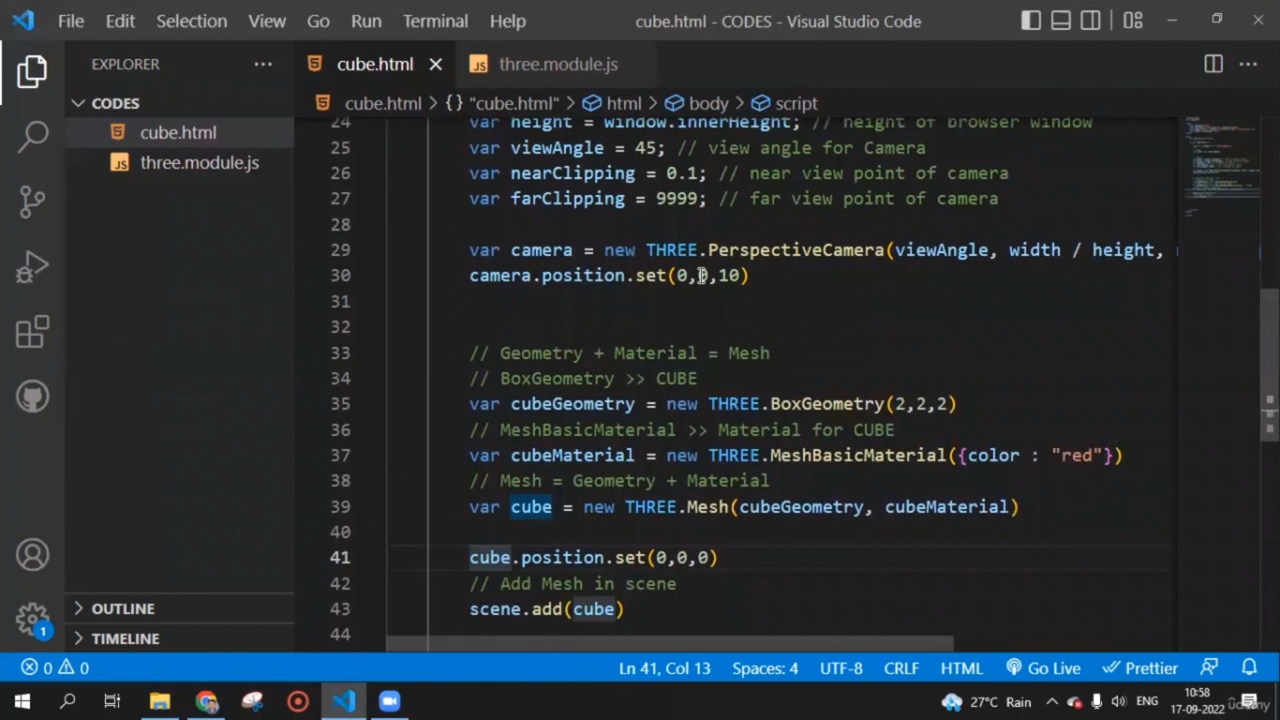 File Edit Selection View Go Run Terminal Help cube.html - CODES - Visual Studio Code
EXPLORER
CODES
cube.html
three.module.js
OUTLINE
TIMELINE
cube.html three.module.js
cube.html > {} "cube.html" > html > body > script
24 var height = window.innerHeight; // height of browser window
25 var viewAngle = 45; // view angle for Camera
26 var nearClipping = 0.1; // near view point of camera
27 var farClipping = 9999; // far view point of camera
28
29 var camera = new THREE.PerspectiveCamera(viewAngle, width / height,
30 camera.position.set(0,0,10)
31
32
33 // Geometry + Material = Mesh
34 // BoxGeometry >> CUBE
35 var cubeGeometry = new THREE.BoxGeometry(2,2,2)
36 // MeshBasicMaterial >> Material for CUBE
37 var cubeMaterial = new THREE.MeshBasicMaterial({color : "red"})
38 // Mesh = Geometry + Material
39 var cube = new THREE.Mesh(cubeGeometry, cubeMaterial)
40
41 cube.position.set(0,0,0)
42 // Add Mesh in scene
43 scene.add(cube)
44
1
0 0 Ln 41, Col 13 Spaces: 4 UTF-8 CRLF HTML Go Live Prettier
27°C Rain ENG 10:58
17-09-2022
Udemy